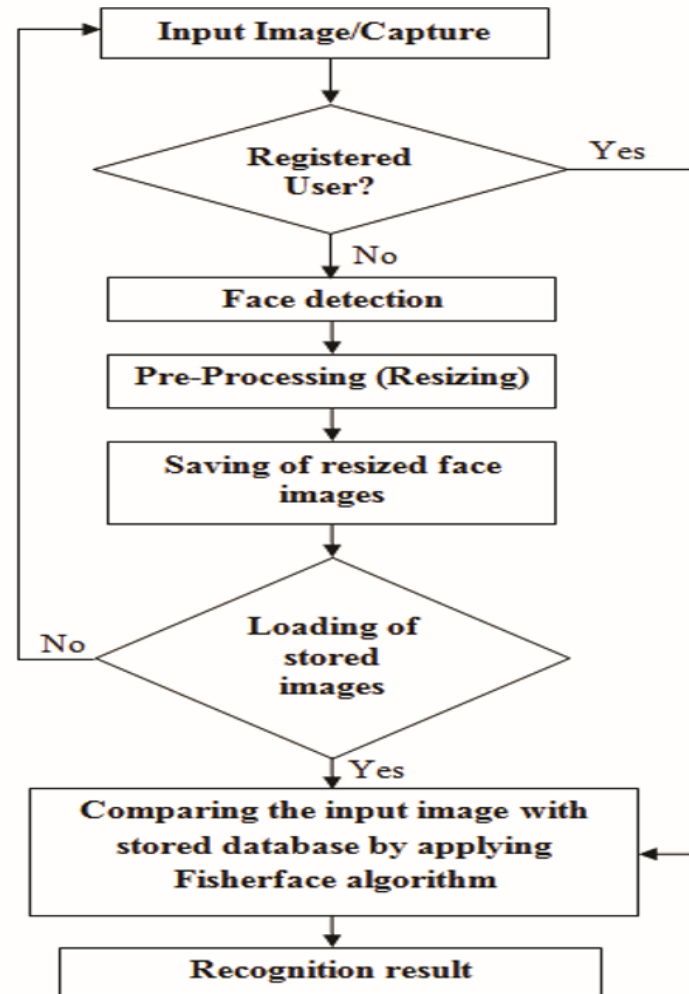 Input Image/Capture
Registered
User?
Yes
No
Face detection
Pre-Processing (Resizing)
Saving of resized face
images
No
Loading of
stored
images
Yes
Comparing the input image with
stored database by applying
Fisherface algorithm
Recognition result